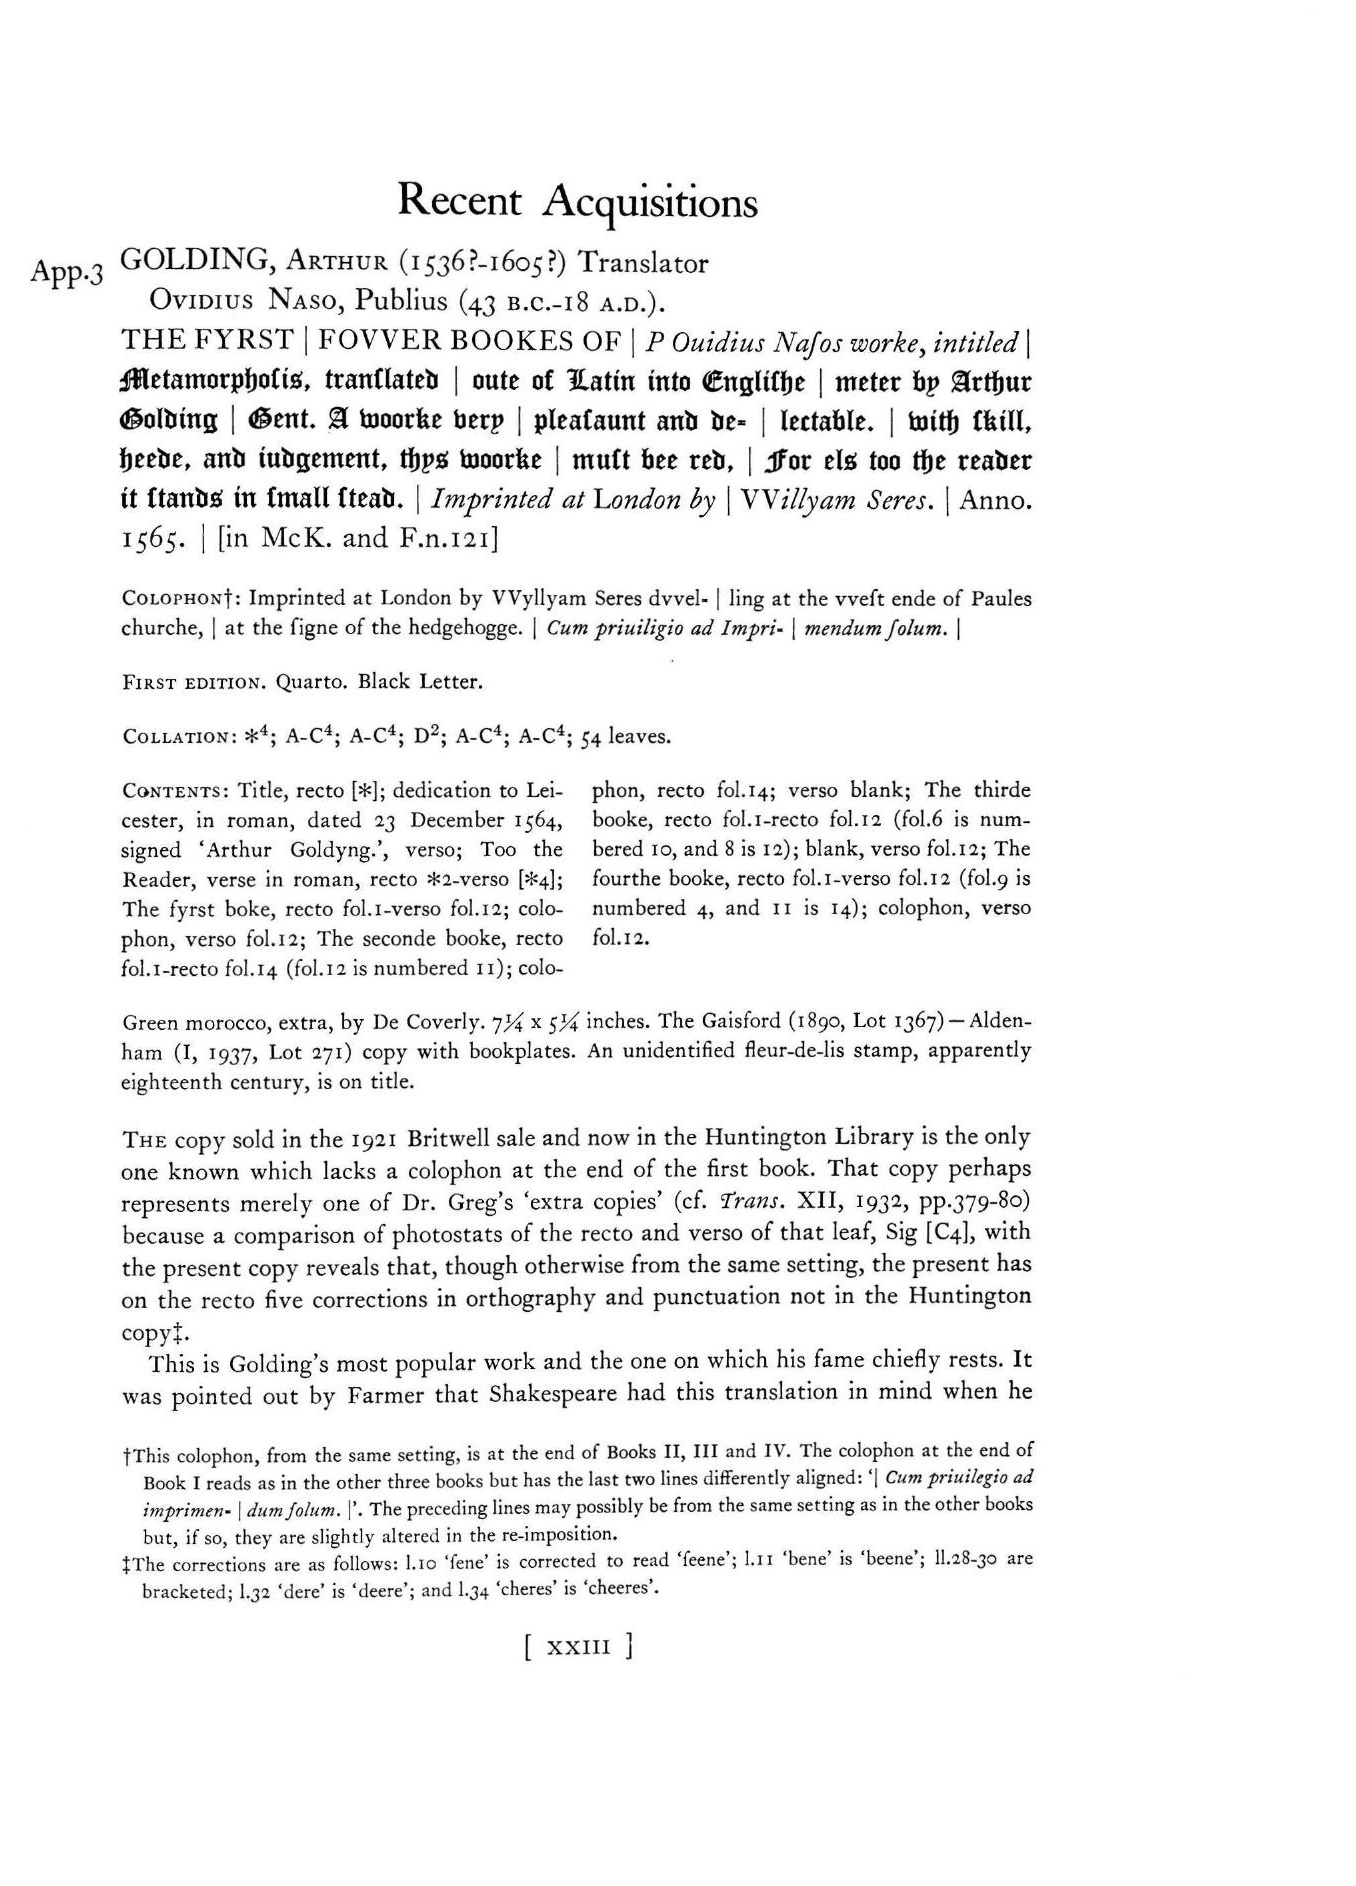 Recent Acquisitions
App.3
GOLDING, ARTHUR (1536?-1605?) Translator
OVIDIUS NASO, Publius (43 B.C.-18 A.D.).
THE FYRST | FOVVER BOOKES OF | P Ouidius Naſos worke, intitled |
Metamorphoſis, tranſlated | oute of Latin into Engliſhe | meter by Arthur
Golding | Gent. A woorke very | pleaſaunt and de- | lectable. | with ſkill,
heede, and iudgement, thys woorke | muſt bee red, | For els too the reader
it ſtands in ſmall ſtead. | Imprinted at London by | VVillyam Seres. | Anno.
1565. | [in McK. and F.n.121]
COLOPHON†: Imprinted at London by VVyllyam Seres dvvel- | ling at the vveſt ende of Paules
churche, | at the ſigne of the hedgehogge. | Cum priuiligio ad Impri- | mendum ſolum. |
FIRST EDITION. Quarto. Black Letter.
COLLATION: *⁴; A-C⁴; A-C⁴; D²; A-C⁴; A-C⁴; 54 leaves.
CONTENTS: Title, recto [*]; dedication to Lei-
cester, in roman, dated 23 December 1564,
signed ‘Arthur Goldyng.’, verso; Too the
Reader, verse in roman, recto *2-verso [*4];
The fyrst boke, recto fol.1-verso fol.12; colo-
phon, verso fol.12; The seconde booke, recto
fol.1-recto fol.14 (fol.12 is numbered 11); colo-
phon, recto fol.14; verso blank; The thirde
booke, recto fol.1-recto fol.12 (fol.6 is num-
bered 10, and 8 is 12); blank, verso fol.12; The
fourthe booke, recto fol.1-verso fol.12 (fol.9 is
numbered 4, and 11 is 14); colophon, verso
fol.12.
Green morocco, extra, by De Coverly. 7¼ x 5¼ inches. The Gaisford (1890, Lot 1367)—Alden-
ham (I, 1937, Lot 271) copy with bookplates. An unidentified fleur-de-lis stamp, apparently
eighteenth century, is on title.
THE copy sold in the 1921 Britwell sale and now in the Huntington Library is the only
one known which lacks a colophon at the end of the first book. That copy perhaps
represents merely one of Dr. Greg's ‘extra copies’ (cf. Trans. XII, 1932, pp.379-80)
because a comparison of photostats of the recto and verso of that leaf, Sig [C4], with
the present copy reveals that, though otherwise from the same setting, the present has
on the recto five corrections in orthography and punctuation not in the Huntington
copy‡.
This is Golding's most popular work and the one on which his fame chiefly rests. It
was pointed out by Farmer that Shakespeare had this translation in mind when he
†This colophon, from the same setting, is at the end of Books II, III and IV. The colophon at the end of
Book I reads as in the other three books but has the last two lines differently aligned: ‘| Cum priuilegio ad
imprimen- | dum ſolum. |’. The preceding lines may possibly be from the same setting as in the other books
but, if so, they are slightly altered in the re-imposition.
‡The corrections are as follows: l.10 ‘ſene’ is corrected to read ‘ſeene’; l.11 ‘bene’ is ‘beene’; ll.28-30 are
bracketed; l.32 ‘dere’ is ‘deere’; and l.34 ‘cheres’ is ‘cheeres’.
[ XXIII ]